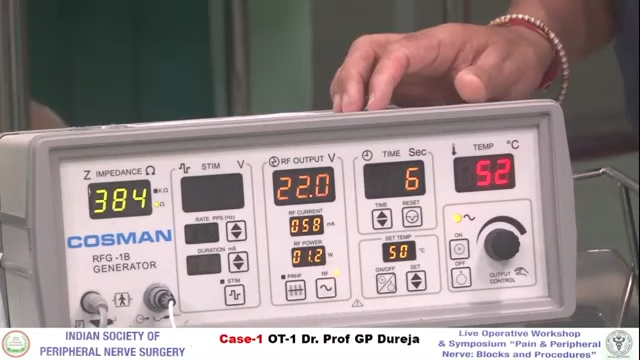 Z IMPEDANCE Ω
384
KΩ
Ω
STIM V
RATE PPS (Hz)
DURATION mS
STIM
RF OUTPUT V
22.0
RF CURRENT
058 mA
RF POWER
01.2 W
PRHF
RF
TIME Sec
6
TIME
RESET
SET TEMP
50 °C
ON/OFF
SET
TEMP °C
52
ON
OFF
OUTPUT
CONTROL
COSMAN
RFG -1B
GENERATOR
INDIAN SOCIETY OF
PERIPHERAL NERVE SURGERY
Case-1 OT-1 Dr. Prof GP Dureja
Live Operative Workshop
& Symposium "Pain & Peripheral
Nerve: Blocks and Procedures"